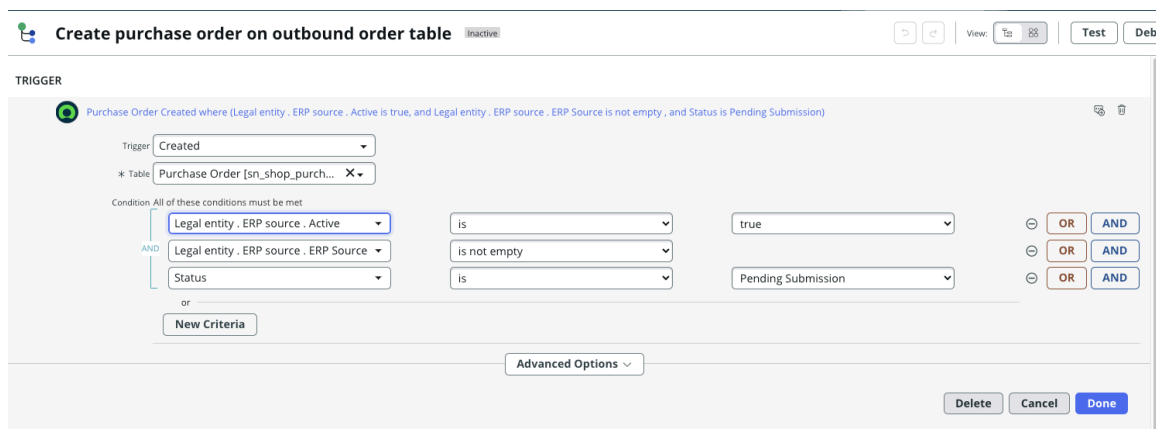 Create purchase order on outbound order table Inactive View: Test Deb
TRIGGER
Purchase Order Created where (Legal entity . ERP source . Active is true, and Legal entity . ERP source . ERP Source is not empty , and Status is Pending Submission)
Trigger Created
* Table Purchase Order [sn_shop_purch... X
Condition All of these conditions must be met
Legal entity . ERP source . Active is true OR AND
AND Legal entity . ERP source . ERP Source is not empty OR AND
Status is Pending Submission OR AND
or
New Criteria
Advanced Options
Delete Cancel Done